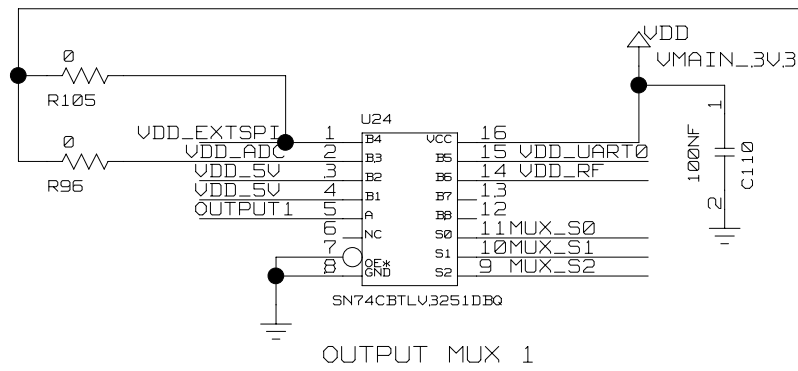 VDD
VMAIN_3V3
0
R105
0
R96
U24
VDD_EXTSPI 1 B4 VCC 16
VDD_ADC 2 B3 B5 15 VDD_UART0
VDD_5V 3 B2 B6 14 VDD_RF
VDD_5V 4 B1 B7 13
OUTPUT1 5 A B8 12
6 NC S0 11 MUX_S0
7 OE* S1 10 MUX_S1
8 GND S2 9 MUX_S2
SN74CBTLV3251DBQ
1
100NF
C110
2
OUTPUT MUX 1